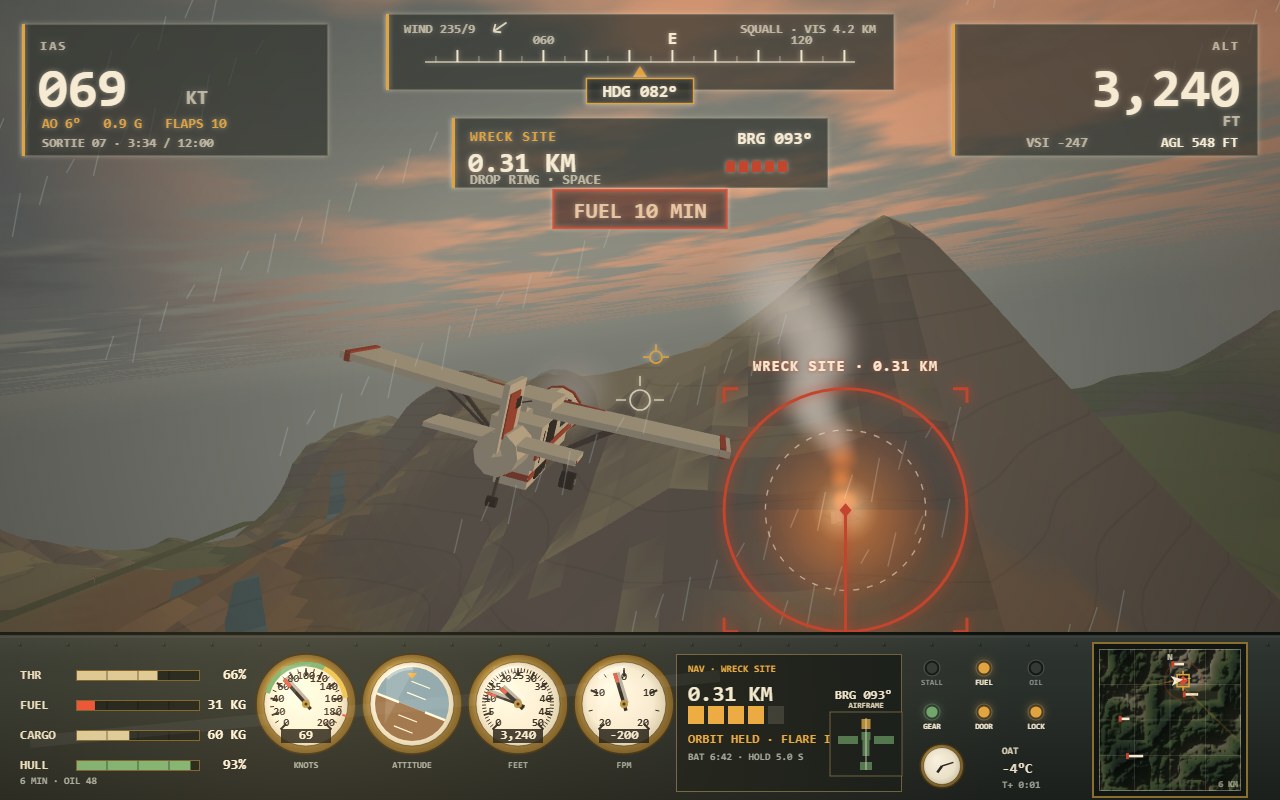 IAS
069 KT
AO 6° 0.9 G FLAPS 10
SORTIE 07 · 3:34 / 12:00
WIND 235/9
SQUALL · VIS 4.2 KM
060 E 120
HDG 082°
WRECK SITE
BRG 093°
0.31 KM
DROP RING · SPACE
FUEL 10 MIN
ALT
3,240
FT
VSI -247 AGL 548 FT
WRECK SITE · 0.31 KM
THR 66%
FUEL 31 KG
CARGO 60 KG
HULL 93%
6 MIN · OIL 48
69
KNOTS
ATTITUDE
3,240
FEET
-200
FPM
NAV · WRECK SITE
0.31 KM
BRG 093°
AIRFRAME
ORBIT HELD · FLARE I
BAT 6:42 · HOLD 5.0 S
STALL FUEL OIL
GEAR DOOR LOCK
OAT
-4°C
T+ 0:01
N
6 KM